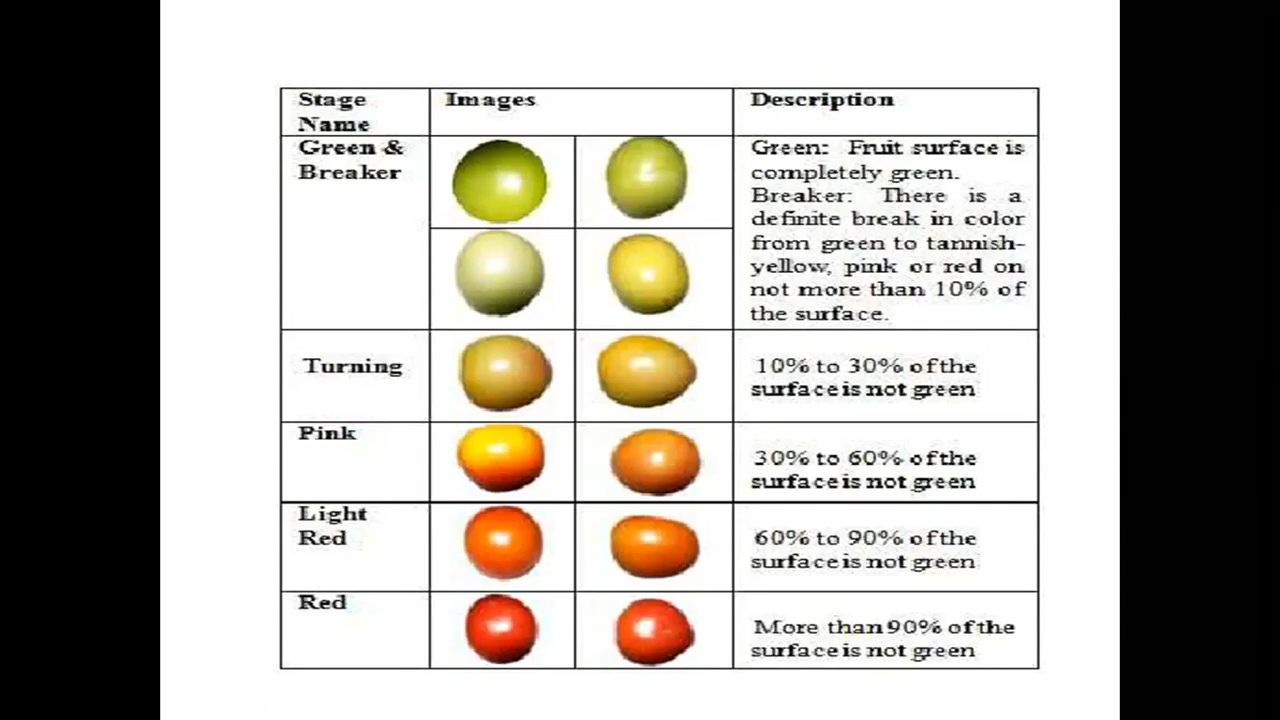 Stage
Name
Images
Description
Green &
Breaker
Green: Fruit surface is
completely green.
Breaker: There is a
definite break in color
from green to tannish-
yellow, pink or red on
not more than 10% of
the surface.
Turning
10% to 30% of the
surface is not green
Pink
30% to 60% of the
surface is not green
Light
Red
60% to 90% of the
surface is not green
Red
More than 90% of the
surface is not green